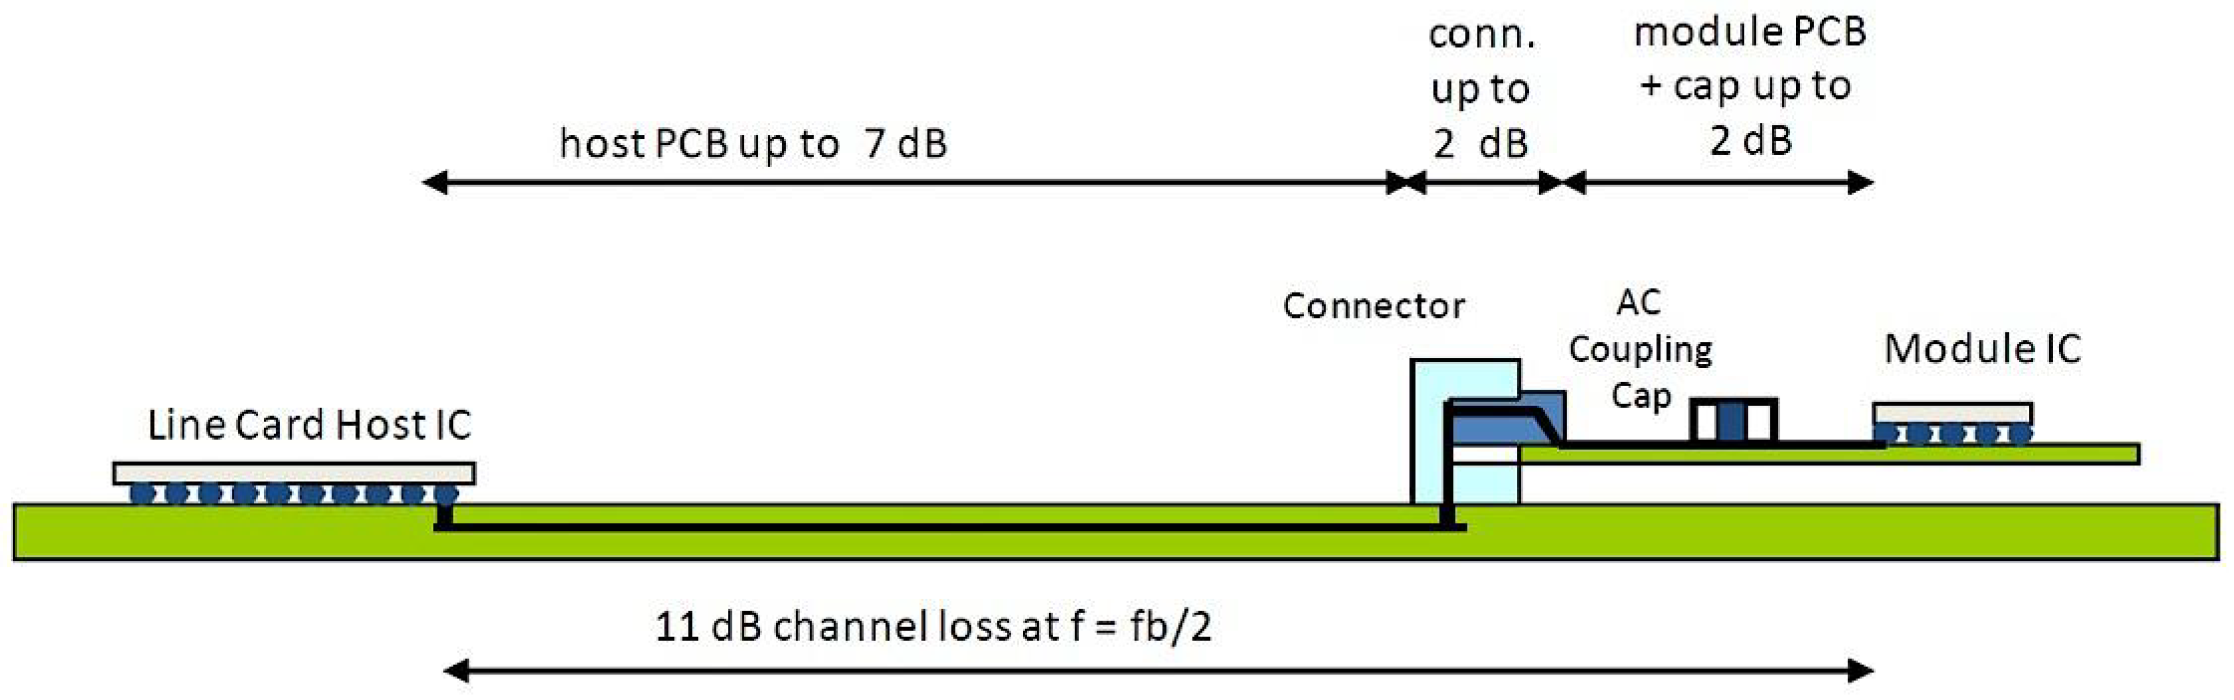 conn.
up to
2 dB
module PCB
+ cap up to
2 dB
host PCB up to 7 dB
Connector
AC
Coupling
Cap
Module IC
Line Card Host IC
11 dB channel loss at f = fb/2